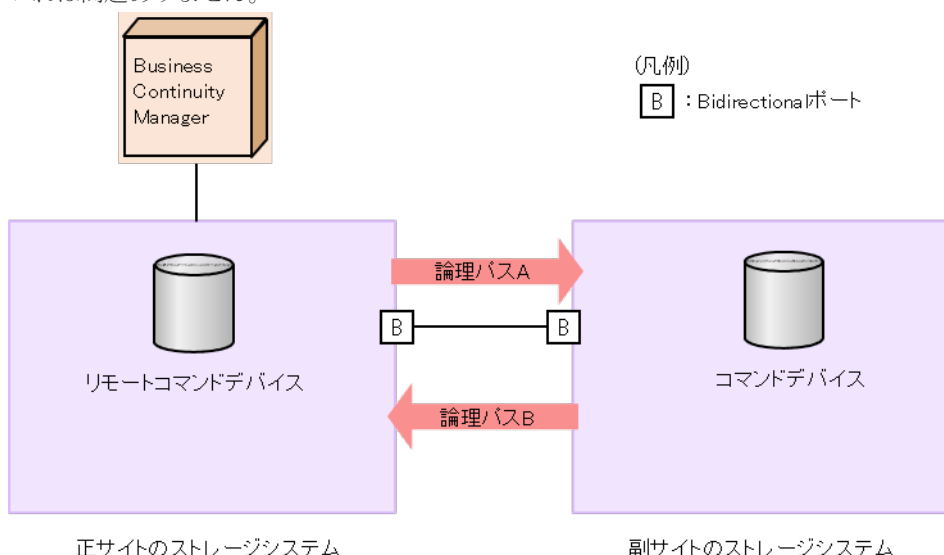 Business
Continuity
Manager
(凡例)
B：Bidirectionalポート
論理パスA
B
B
リモートコマンドデバイス
コマンドデバイス
論理パスB
正サイトのストレージシステム
副サイトのストレージシステム